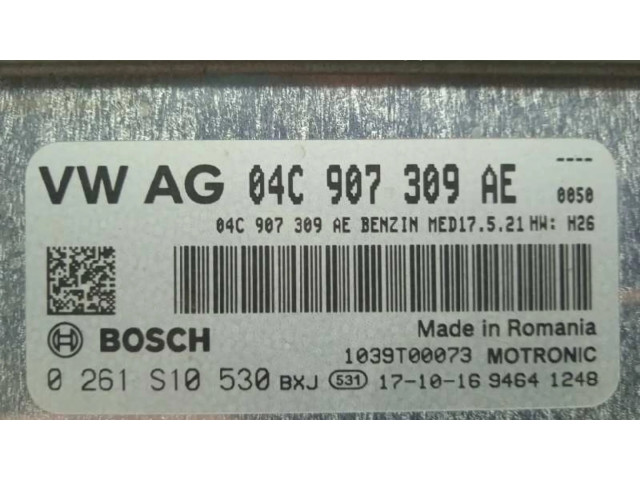 ----
VW AG 04C 907 309 AE 0050
04C 907 309 AE BENZIN MED17.5.21 HW: H26
BOSCH
Made in Romania
1039T00073 MOTRONIC
0 261 S10 530 BXJ 531 17-10-16 9464 1248